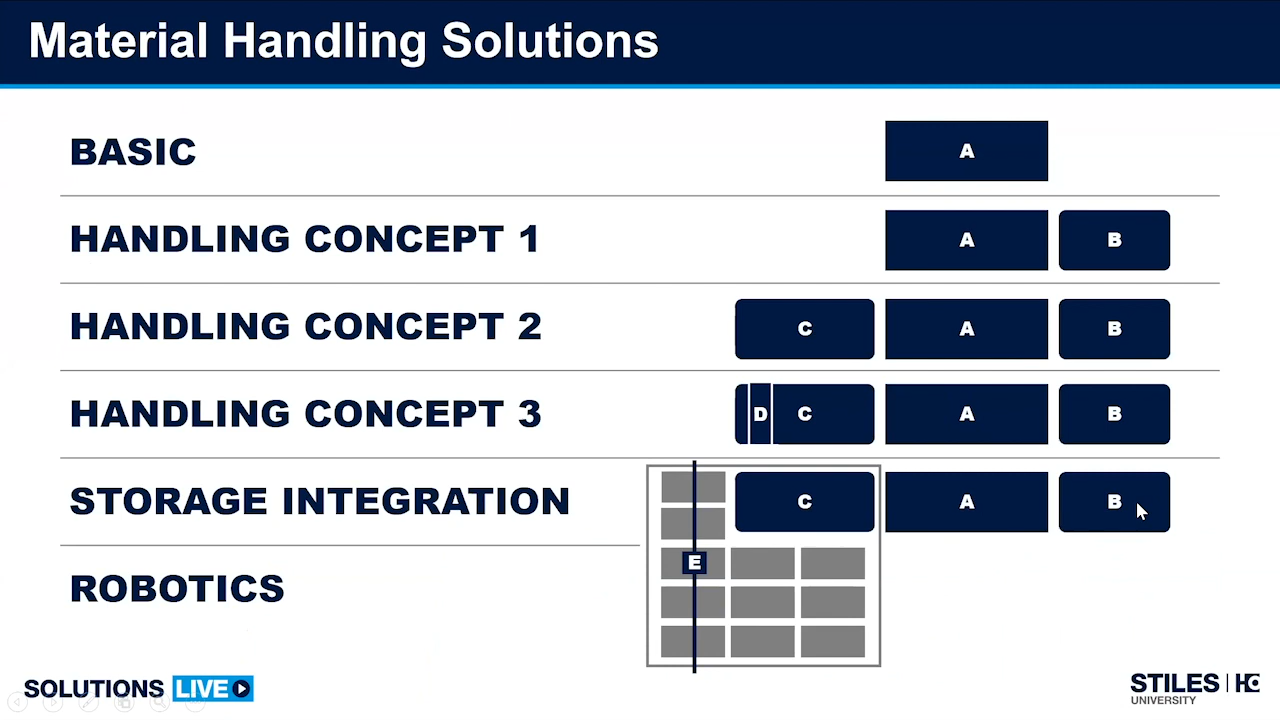 Material Handling Solutions
BASIC
A
HANDLING CONCEPT 1
A
B
HANDLING CONCEPT 2
C
A
B
HANDLING CONCEPT 3
D
C
A
B
STORAGE INTEGRATION
C
A
B
E
ROBOTICS
SOLUTIONS LIVE
STILES
UNIVERSITY